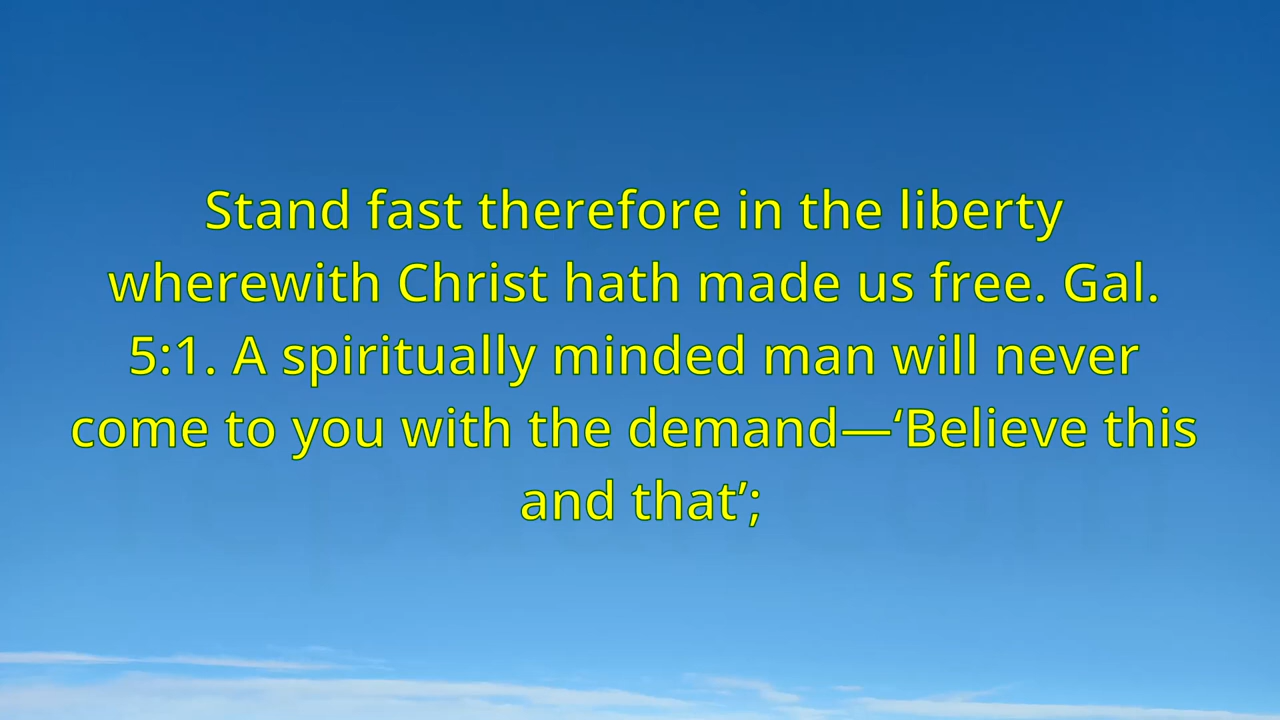 Stand fast therefore in the liberty
wherewith Christ hath made us free. Gal.
5:1. A spiritually minded man will never
come to you with the demand—‘Believe this
and that’;